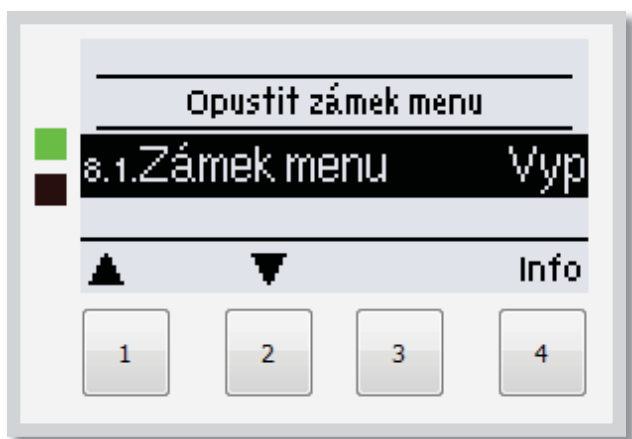 Opustit zámek menu
8.1.Zámek menu Vyp
▲ ▼ Info
1 2 3 4